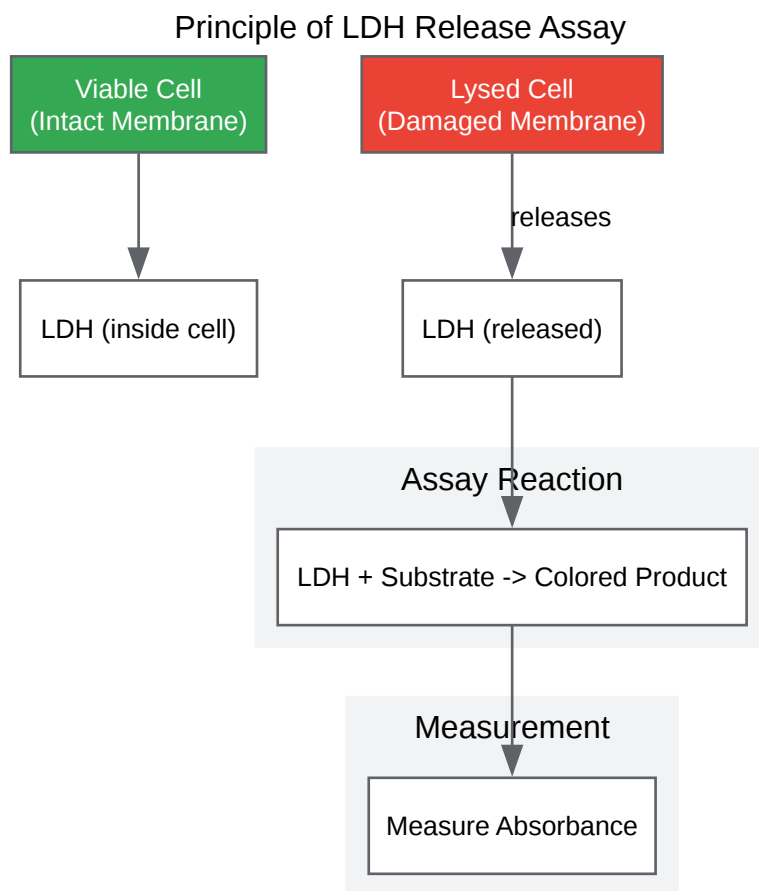 Principle of LDH Release Assay
Viable Cell
(Intact Membrane)
Lysed Cell
(Damaged Membrane)
releases
LDH (inside cell)
LDH (released)
Assay Reaction
LDH + Substrate -> Colored Product
Measurement
Measure Absorbance